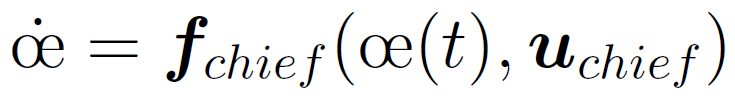 œ̇ = f_chief(œ(t), u_chief)